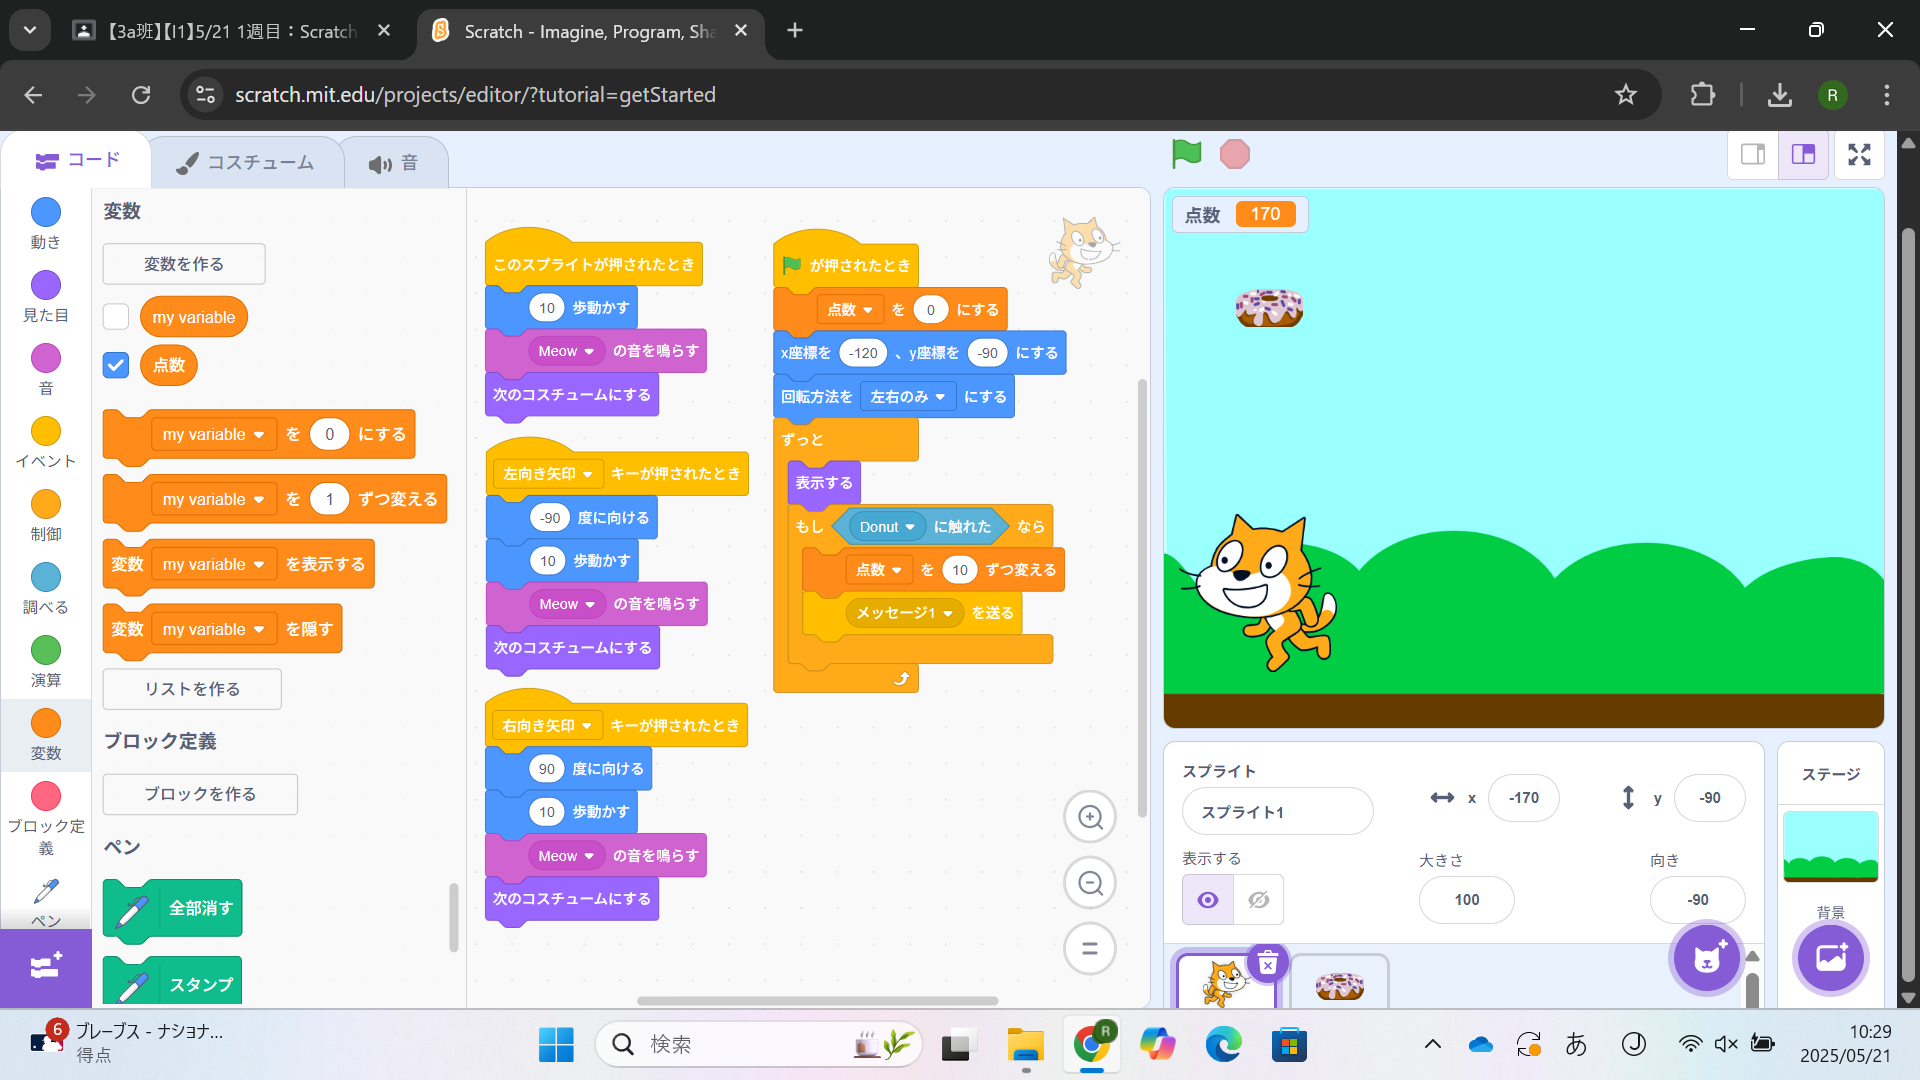 【3a班】【I1】5/21 1週目：Scratch
Scratch - Imagine, Program, Sha
scratch.mit.edu/projects/editor/?tutorial=getStarted
R
コード
コスチューム
音
動き
見た目
音
イベント
制御
調べる
演算
変数
ブロック定
義
ペン
変数
変数を作る
my variable
点数
my variable を 0 にする
my variable を 1 ずつ変える
変数 my variable を表示する
変数 my variable を隠す
リストを作る
ブロック定義
ブロックを作る
ペン
全部消す
スタンプ
このスプライトが押されたとき
10 歩動かす
Meow の音を鳴らす
次のコスチュームにする
左向き矢印 キーが押されたとき
-90 度に向ける
10 歩動かす
Meow の音を鳴らす
次のコスチュームにする
右向き矢印 キーが押されたとき
90 度に向ける
10 歩動かす
Meow の音を鳴らす
次のコスチュームにする
が押されたとき
点数 を 0 にする
x座標を -120 、y座標を -90 にする
回転方法を 左右のみ にする
ずっと
表示する
もし Donut に触れた なら
点数 を 10 ずつ変える
メッセージ1 を送る
点数 170
スプライト
スプライト1
x -170
y -90
表示する
大きさ
100
向き
-90
ステージ
背景
6
ブレーブス - ナショナ...
得点
検索
R
あ
J
10:29
2025/05/21